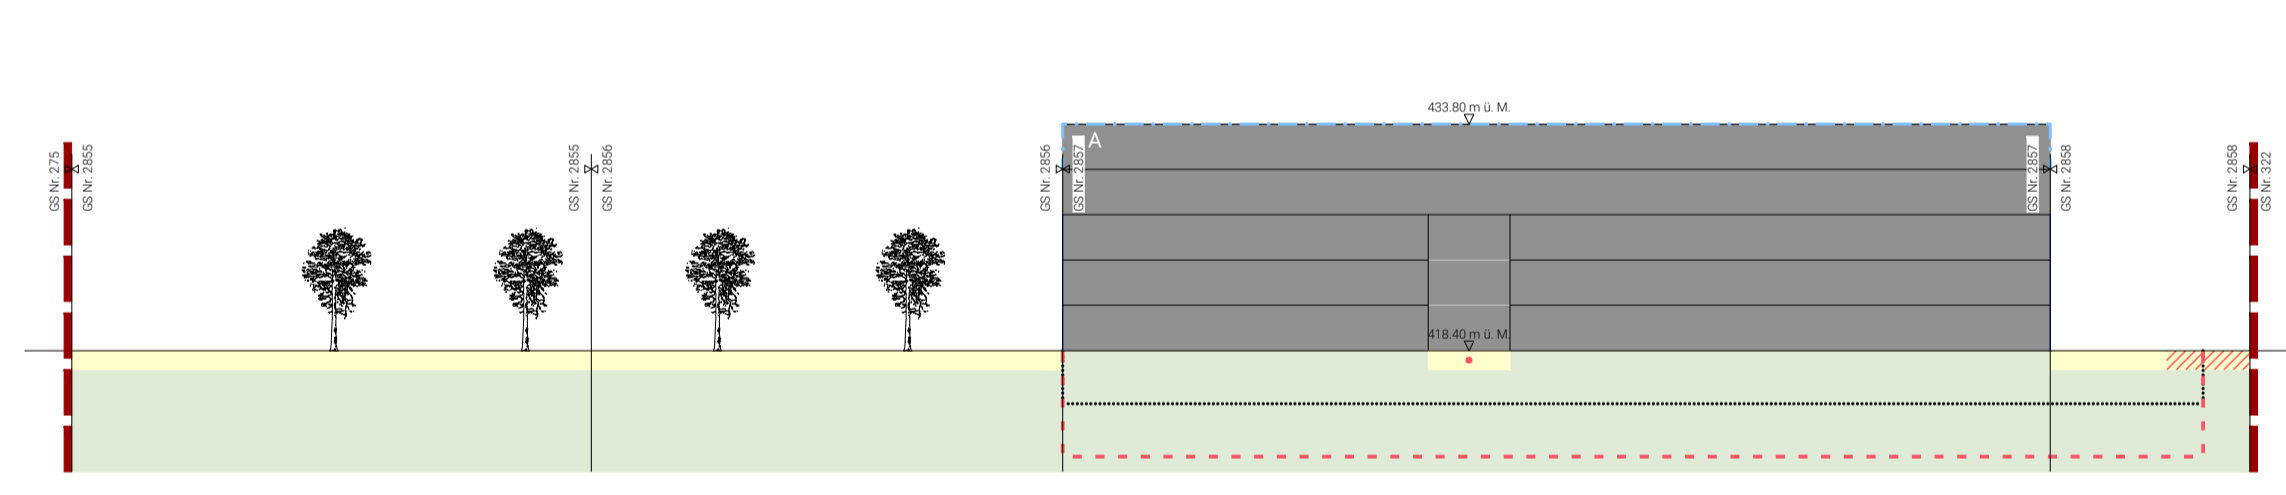 433.80 m ü. M.
A
GS Nr. 275
GS Nr. 2855
GS Nr. 2855
GS Nr. 2856
GS Nr. 2856
GS Nr. 2857
GS Nr. 2857
GS Nr. 2858
GS Nr. 2858
GS Nr. 322
418.40 m ü. M.